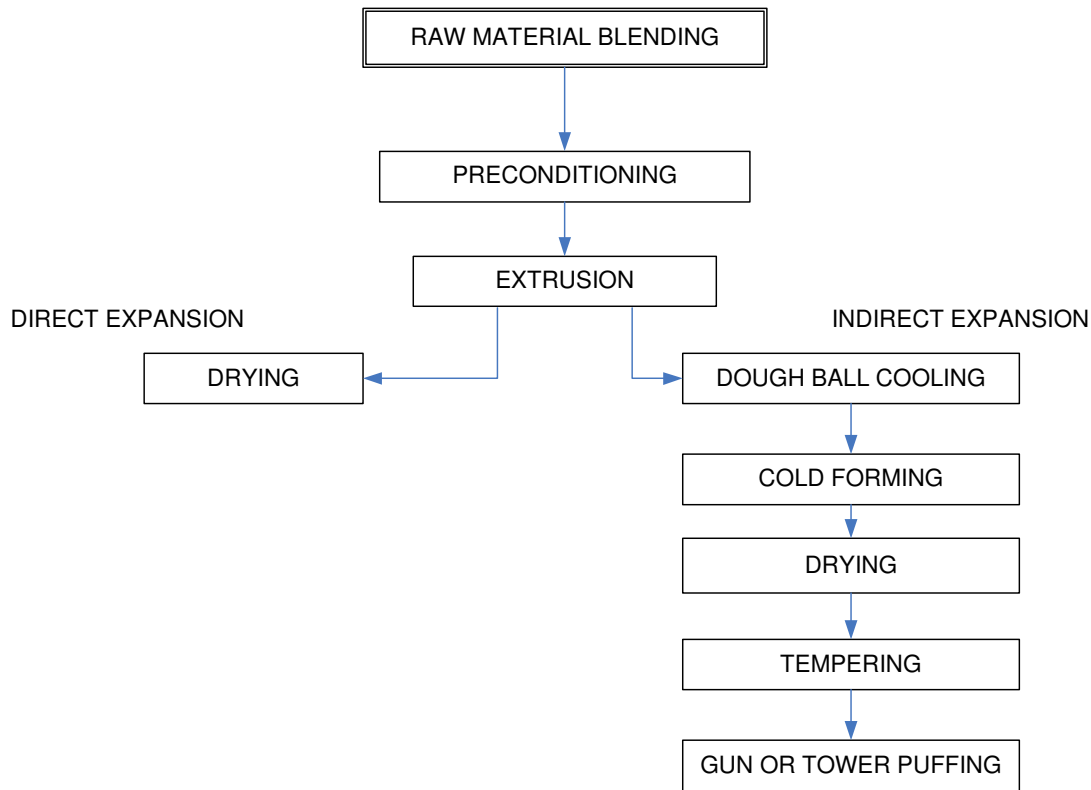 RAW MATERIAL BLENDING
PRECONDITIONING
EXTRUSION
DIRECT EXPANSION
INDIRECT EXPANSION
DRYING
DOUGH BALL COOLING
COLD FORMING
DRYING
TEMPERING
GUN OR TOWER PUFFING